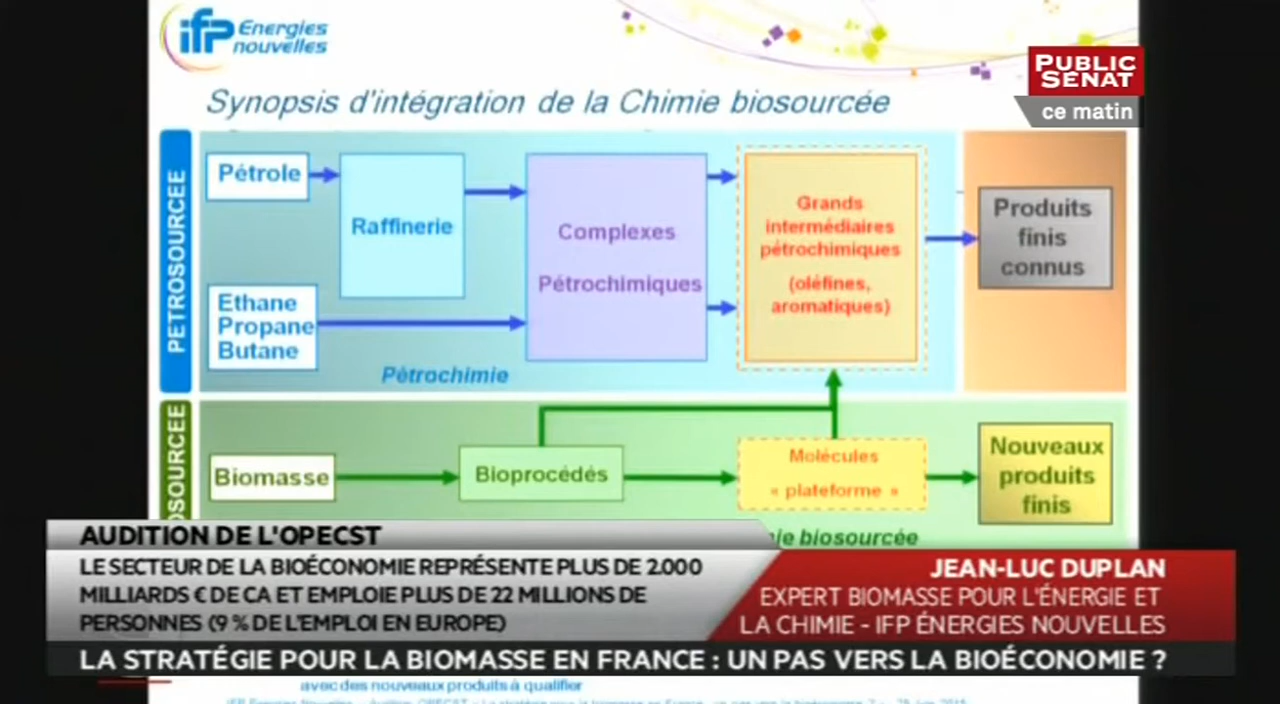 ifp Energies
nouvelles
PUBLIC
SÉNAT
ce matin
Synopsis d'intégration de la Chimie biosourcée
PETROSOURCEE
Pétrole
Raffinerie
Ethane
Propane
Butane
Complexes
Pétrochimiques
Grands
intermédiaires
pétrochimiques
(oléfines,
aromatiques)
Produits
finis
connus
Pétrochimie
OSOURCEE
Biomasse
Bioprocédés
Molécules
« plateforme »
Nouveaux
produits
finis
ie biosourcée
AUDITION DE L'OPECST
LE SECTEUR DE LA BIOÉCONOMIE REPRÉSENTE PLUS DE 2.000
MILLIARDS € DE CA ET EMPLOIE PLUS DE 22 MILLIONS DE
PERSONNES (9 % DE L'EMPLOI EN EUROPE)
JEAN-LUC DUPLAN
EXPERT BIOMASSE POUR L'ÉNERGIE ET
LA CHIMIE - IFP ÉNERGIES NOUVELLES
LA STRATÉGIE POUR LA BIOMASSE EN FRANCE : UN PAS VERS LA BIOÉCONOMIE ?
avec des nouveaux produits à qualifier